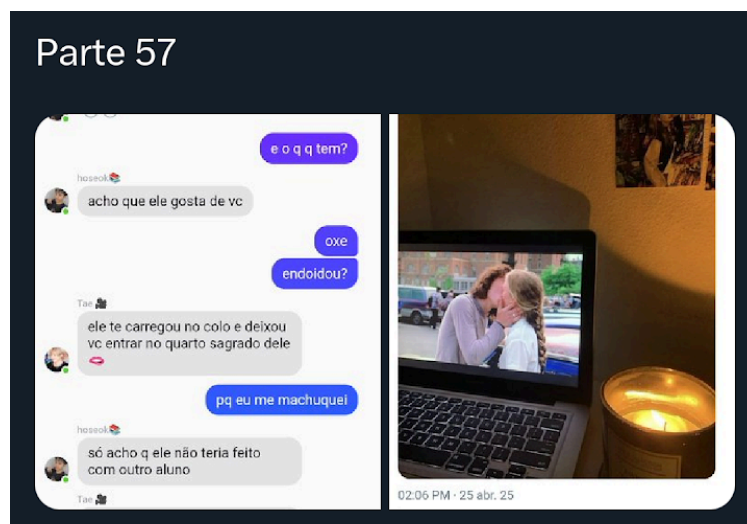 Parte 57
e o q q tem?
hoseok📚
acho que ele gosta de vc
oxe
endoidou?
Tae 🎥
ele te carregou no colo e deixou
vc entrar no quarto sagrado dele
🫦
pq eu me machuquei
hoseok📚
só acho q ele não teria feito
com outro aluno
Tae 🎥
02:06 PM · 25 abr. 25